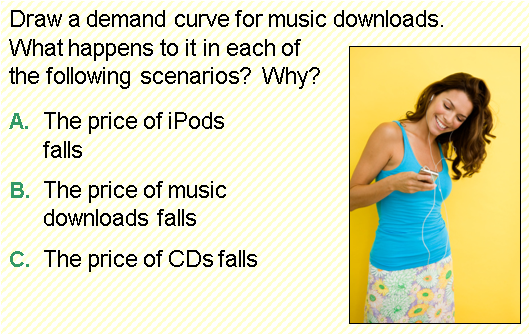 Draw a demand curve for music downloads.
What happens to it in each of
the following scenarios? Why?
A. The price of iPods
falls
B. The price of music
downloads falls
C. The price of CDs falls